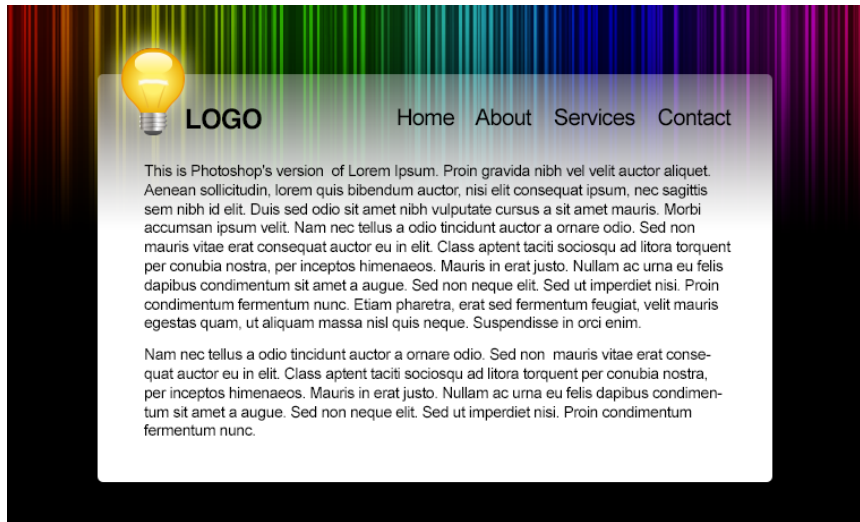 LOGO
Home About Services Contact
This is Photoshop's version of Lorem Ipsum. Proin gravida nibh vel velit auctor aliquet.
Aenean sollicitudin, lorem quis bibendum auctor, nisi elit consequat ipsum, nec sagittis
sem nibh id elit. Duis sed odio sit amet nibh vulputate cursus a sit amet mauris. Morbi
accumsan ipsum velit. Nam nec tellus a odio tincidunt auctor a ornare odio. Sed non
mauris vitae erat consequat auctor eu in elit. Class aptent taciti sociosqu ad litora torquent
per conubia nostra, per inceptos himenaeos. Mauris in erat justo. Nullam ac urna eu felis
dapibus condimentum sit amet a augue. Sed non neque elit. Sed ut imperdiet nisi. Proin
condimentum fermentum nunc. Etiam pharetra, erat sed fermentum feugiat, velit mauris
egestas quam, ut aliquam massa nisl quis neque. Suspendisse in orci enim.
Nam nec tellus a odio tincidunt auctor a ornare odio. Sed non mauris vitae erat conse-
quat auctor eu in elit. Class aptent taciti sociosqu ad litora torquent per conubia nostra,
per inceptos himenaeos. Mauris in erat justo. Nullam ac urna eu felis dapibus condimen-
tum sit amet a augue. Sed non neque elit. Sed ut imperdiet nisi. Proin condimentum
fermentum nunc.